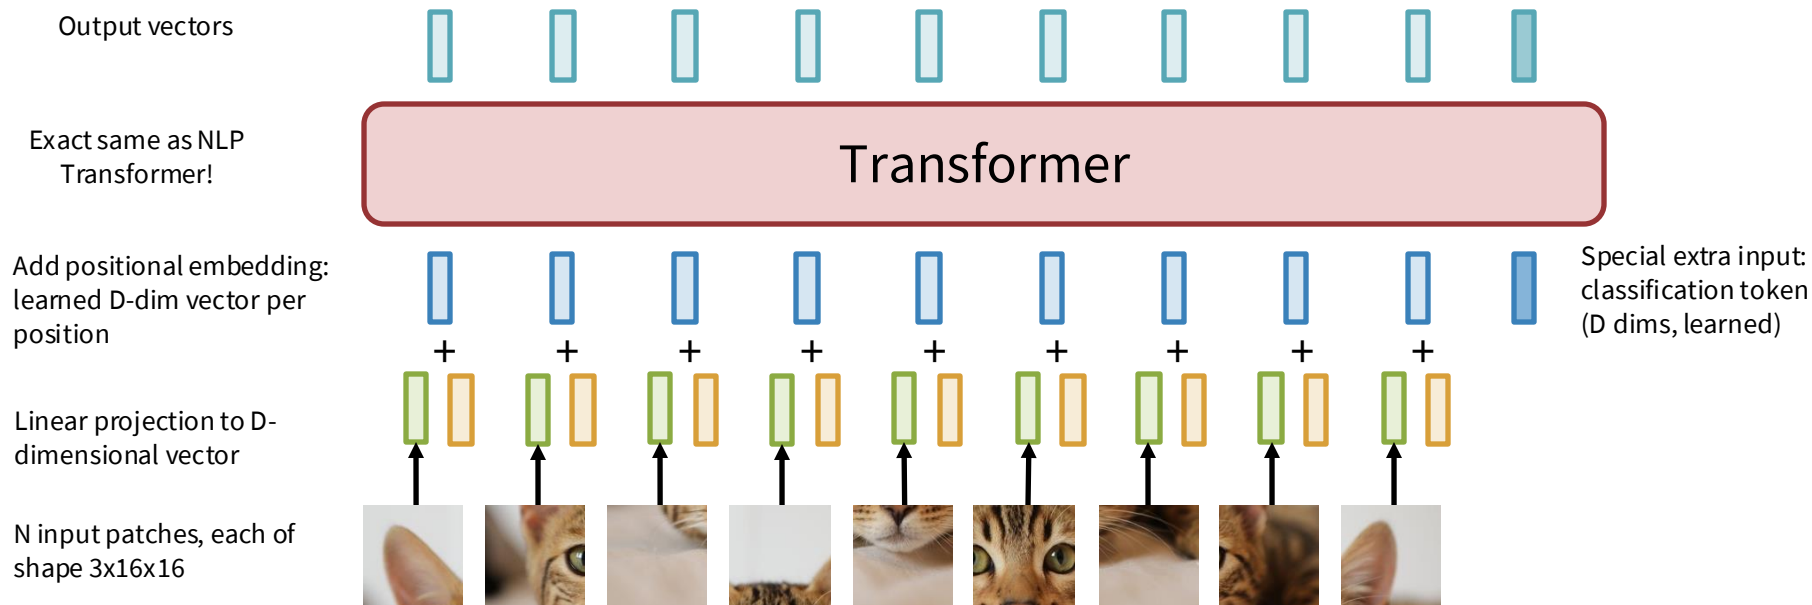 Output vectors
Exact same as NLP
Transformer!
Transformer
Add positional embedding:
learned D-dim vector per
position
Special extra input:
classification token
(D dims, learned)
+ + + + + + + + +
Linear projection to D-
dimensional vector
N input patches, each of
shape 3x16x16